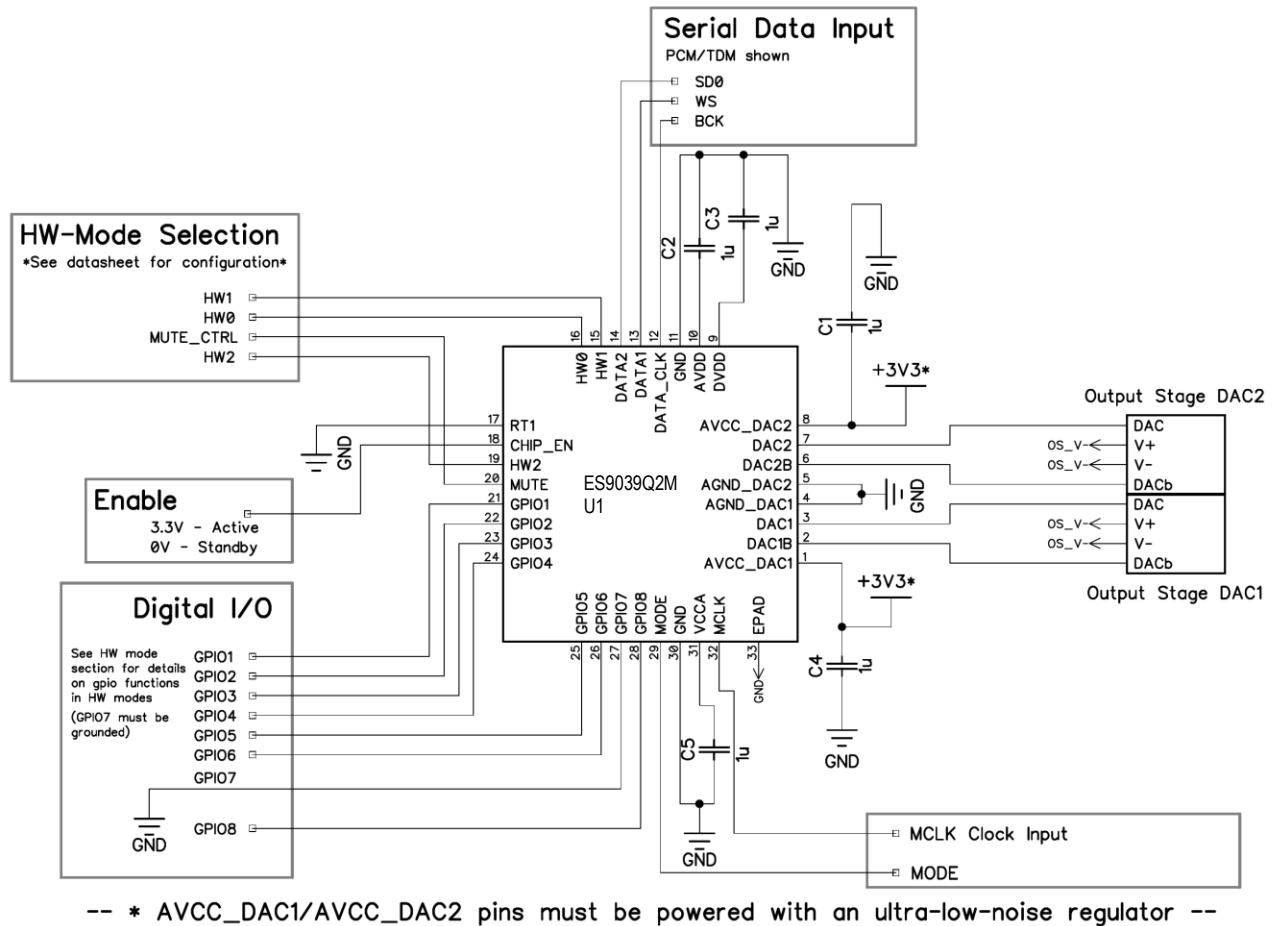 Serial Data Input
PCM/TDM shown
SD0
WS
BCK
HW-Mode Selection
*See datasheet for configuration*
HW1
HW0
MUTE_CTRL
HW2
C2
1u
C3
1u
GND
C1
1u
GND
+3V3*
16
15
14
13
12
11
10
9
HW0
HW1
DATA2
DATA1
DATA_CLK
GND
AVDD
DVDD
17
RT1
18
CHIP_EN
19
HW2
20
MUTE
21
GPIO1
22
GPIO2
23
GPIO3
24
GPIO4
GND
ES9039Q2M
U1
AVCC_DAC2
8
DAC2
7
DAC2B
6
AGND_DAC2
5
AGND_DAC1
4
DAC1
3
DAC1B
2
AVCC_DAC1
1
GND
Output Stage DAC2
DAC
V+
V-
DACb
DAC
V+
V-
DACb
Output Stage DAC1
OS_V-
OS_V-
OS_V-
OS_V-
Enable
3.3V - Active
0V - Standby
GPIO5
GPIO6
GPIO7
GPIO8
MODE
GND
VCCA
MCLK
EPAD
25
26
27
28
29
30
31
32
33
GND
+3V3*
C4
1u
GND
C5
1u
GND
Digital I/O
See HW mode
section for details
on gpio functions
in HW modes
(GPIO7 must be
grounded)
GPIO1
GPIO2
GPIO3
GPIO4
GPIO5
GPIO6
GPIO7
GND
GPIO8
MCLK Clock Input
MODE
-- * AVCC_DAC1/AVCC_DAC2 pins must be powered with an ultra-low-noise regulator --